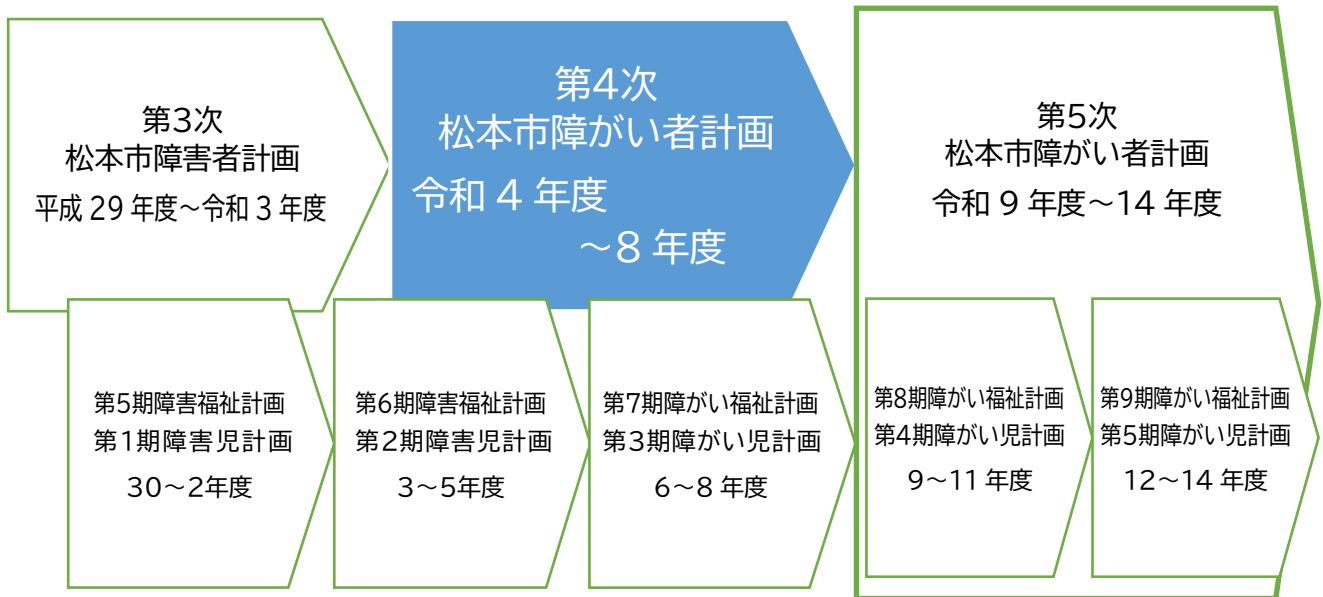 第3次
松本市障害者計画
平成 29 年度～令和 3 年度
第4次
松本市障がい者計画
令和 4 年度
～8 年度
第5次
松本市障がい者計画
令和 9 年度～14 年度
第5期障害福祉計画
第1期障害児計画
30～2年度
第6期障害福祉計画
第2期障害児計画
3～5年度
第7期障がい福祉計画
第3期障がい児計画
6～8 年度
第8期障がい福祉計画
第4期障がい児計画
9～11 年度
第9期障がい福祉計画
第5期障がい児計画
12～14 年度